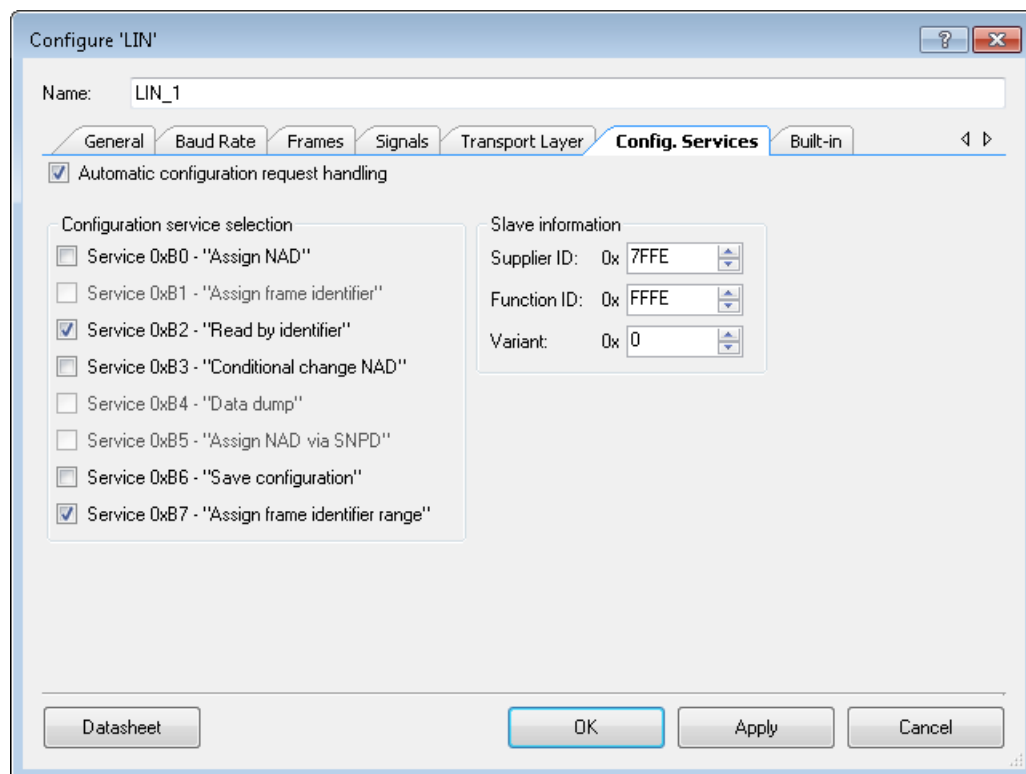 Configure 'LIN'
Name: LIN_1
General Baud Rate Frames Signals Transport Layer Config. Services Built-in
Automatic configuration request handling
Configuration service selection
Service 0xB0 - "Assign NAD"
Service 0xB1 - "Assign frame identifier"
Service 0xB2 - "Read by identifier"
Service 0xB3 - "Conditional change NAD"
Service 0xB4 - "Data dump"
Service 0xB5 - "Assign NAD via SNPD"
Service 0xB6 - "Save configuration"
Service 0xB7 - "Assign frame identifier range"
Slave information
Supplier ID: 0x 7FFE
Function ID: 0x FFFE
Variant: 0x 0
Datasheet OK Apply Cancel